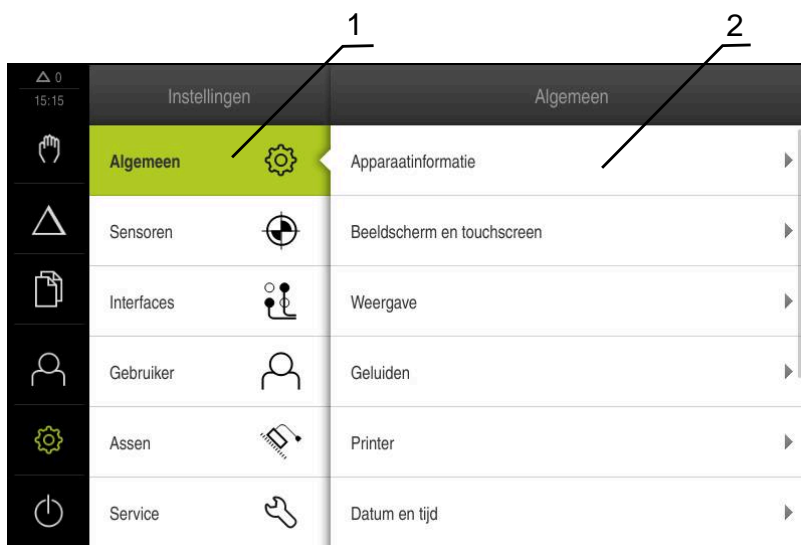 1
2
0
15:15
Instellingen
Algemeen
Algemeen
Sensoren
Interfaces
Gebruiker
Assen
Service
Apparaatinformatie
Beeldscherm en touchscreen
Weergave
Geluiden
Printer
Datum en tijd